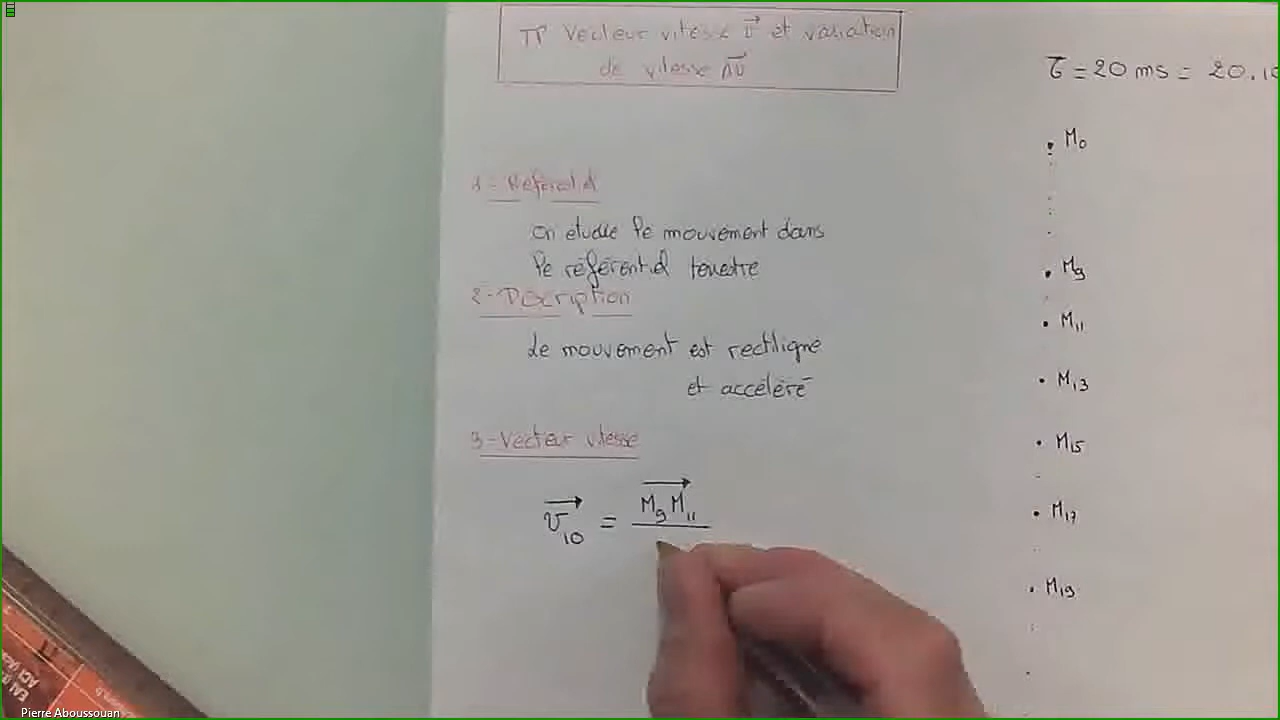 TP Vecteur vitesse v et variation
de vitesse Δv
τ = 20 ms = 20.10
M0
1- Référentiel
on étudie le mouvement dans
le référentiel terrestre
M9
2- Description
M11
Le mouvement est rectiligne
et accéléré
M13
3- Vecteur vitesse
M15
v10 = M9M11
M17
M19
Pierre Aboussouan